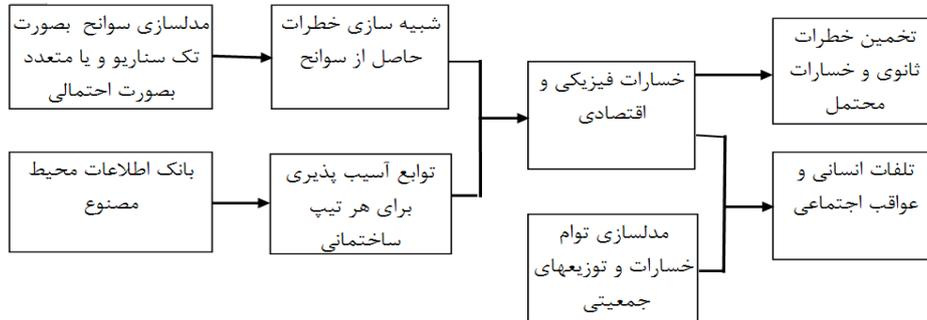 مدلسازی سوانح بصورت
تک سناریو و یا متعدد
بصورت احتمالی
شبیه سازی خطرات
حاصل از سوانح
بانک اطلاعات محیط
مصنوع
توابع آسیب پذیری
برای هر تیپ
ساختمانی
خسارات فیزیکی و
اقتصادی
مدلسازی توام
خسارات و توزیعهای
جمعیتی
تخمین خطرات
ثانوی و خسارات
محتمل
تلفات انسانی و
عواقب اجتماعی